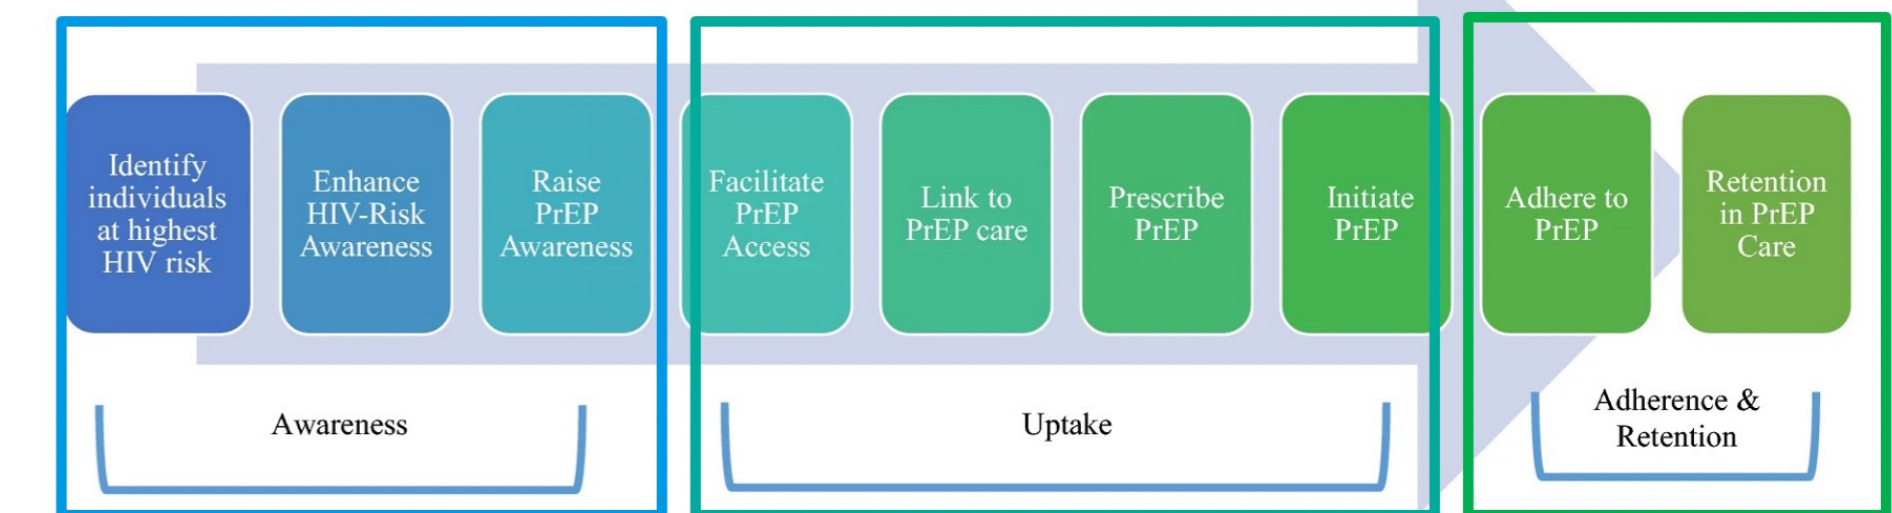 Identify
individuals
at highest
HIV risk
Enhance
HIV-Risk
Awareness
Raise
PrEP
Awareness
Facilitate
PrEP
Access
Link to
PrEP care
Prescribe
PrEP
Initiate
PrEP
Adhere to
PrEP
Retention
in PrEP
Care
Awareness
Uptake
Adherence &
Retention